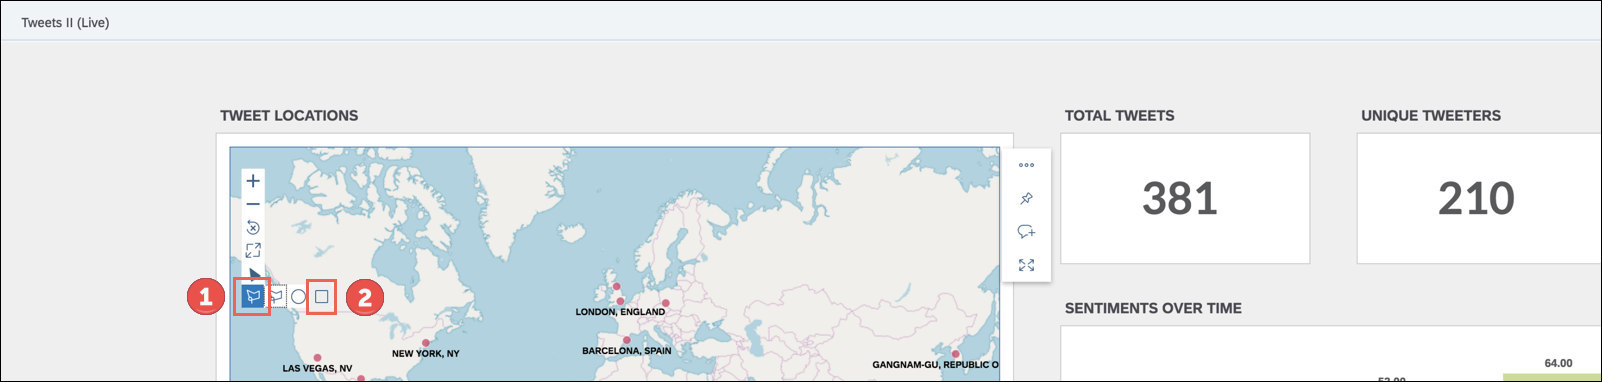 Tweets II (Live)
TWEET LOCATIONS
TOTAL TWEETS
UNIQUE TWEETERS
381
210
1
2
SENTIMENTS OVER TIME
LONDON, ENGLAND
NEW YORK, NY
BARCELONA, SPAIN
LAS VEGAS, NV
GANGNAM-GU, REPUBLIC O
64.00